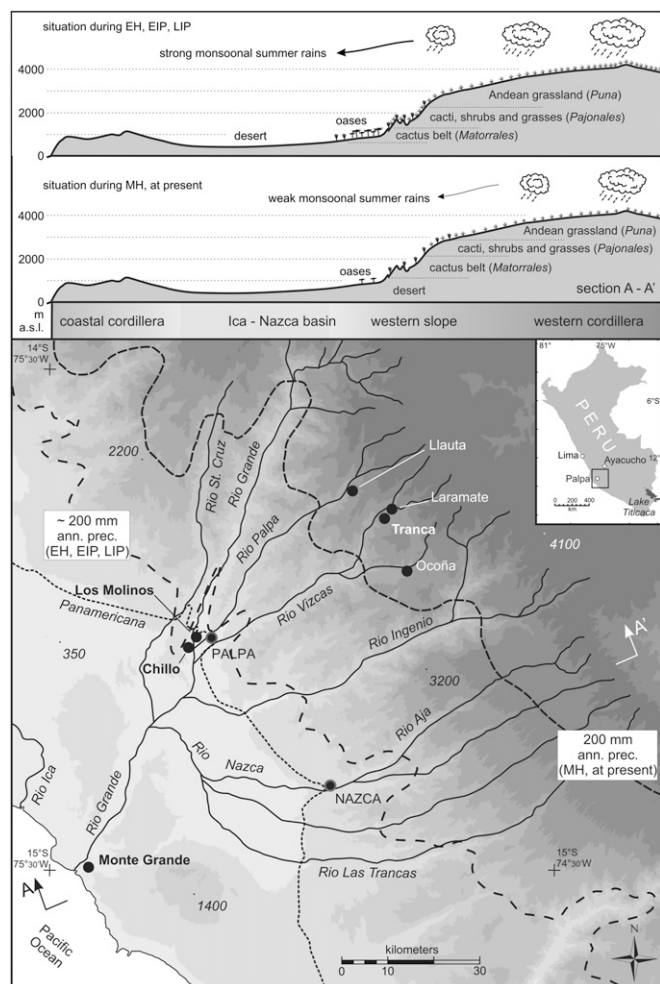 situation during EH, EIP, LIP
strong monsoonal summer rains
4000
3000
2000
1000
0
Andean grassland (Puna)
cacti, shrubs and grasses (Pajonales)
cactus belt (Matorrales)
oases
desert
situation during MH, at present
weak monsoonal summer rains
4000
3000
2000
1000
0
Andean grassland (Puna)
cacti, shrubs and grasses (Pajonales)
cactus belt (Matorrales)
oases
desert
section A - A'
m
a.s.l.
coastal cordillera
Ica - Nazca basin
western slope
western cordillera
14°S
75°30'W
81°
75°W
6°S
12°
PERU
Lima
Ayacucho
Palpa
0 200 400
km
Lake
Titicaca
2200
Rio St. Cruz
Rio Grande
Rio Palpa
Llauta
Laramate
Tranca
Ocoña
4100
~ 200 mm
ann. prec.
(EH, EIP, LIP)
Los Molinos
Panamericana
Rio Vizcas
Rio Ingenio
A'
350
Chillo
PALPA
3200
Rio Aja
Rio
Nazca
NAZCA
200 mm
ann. prec.
(MH, at present)
Rio Ica
Rio Grande
15°S
75°30'W
Monte Grande
Rio Las Trancas
15°S
74°30'W
A
1400
Pacific
Ocean
kilometers
0 10 20 30
N